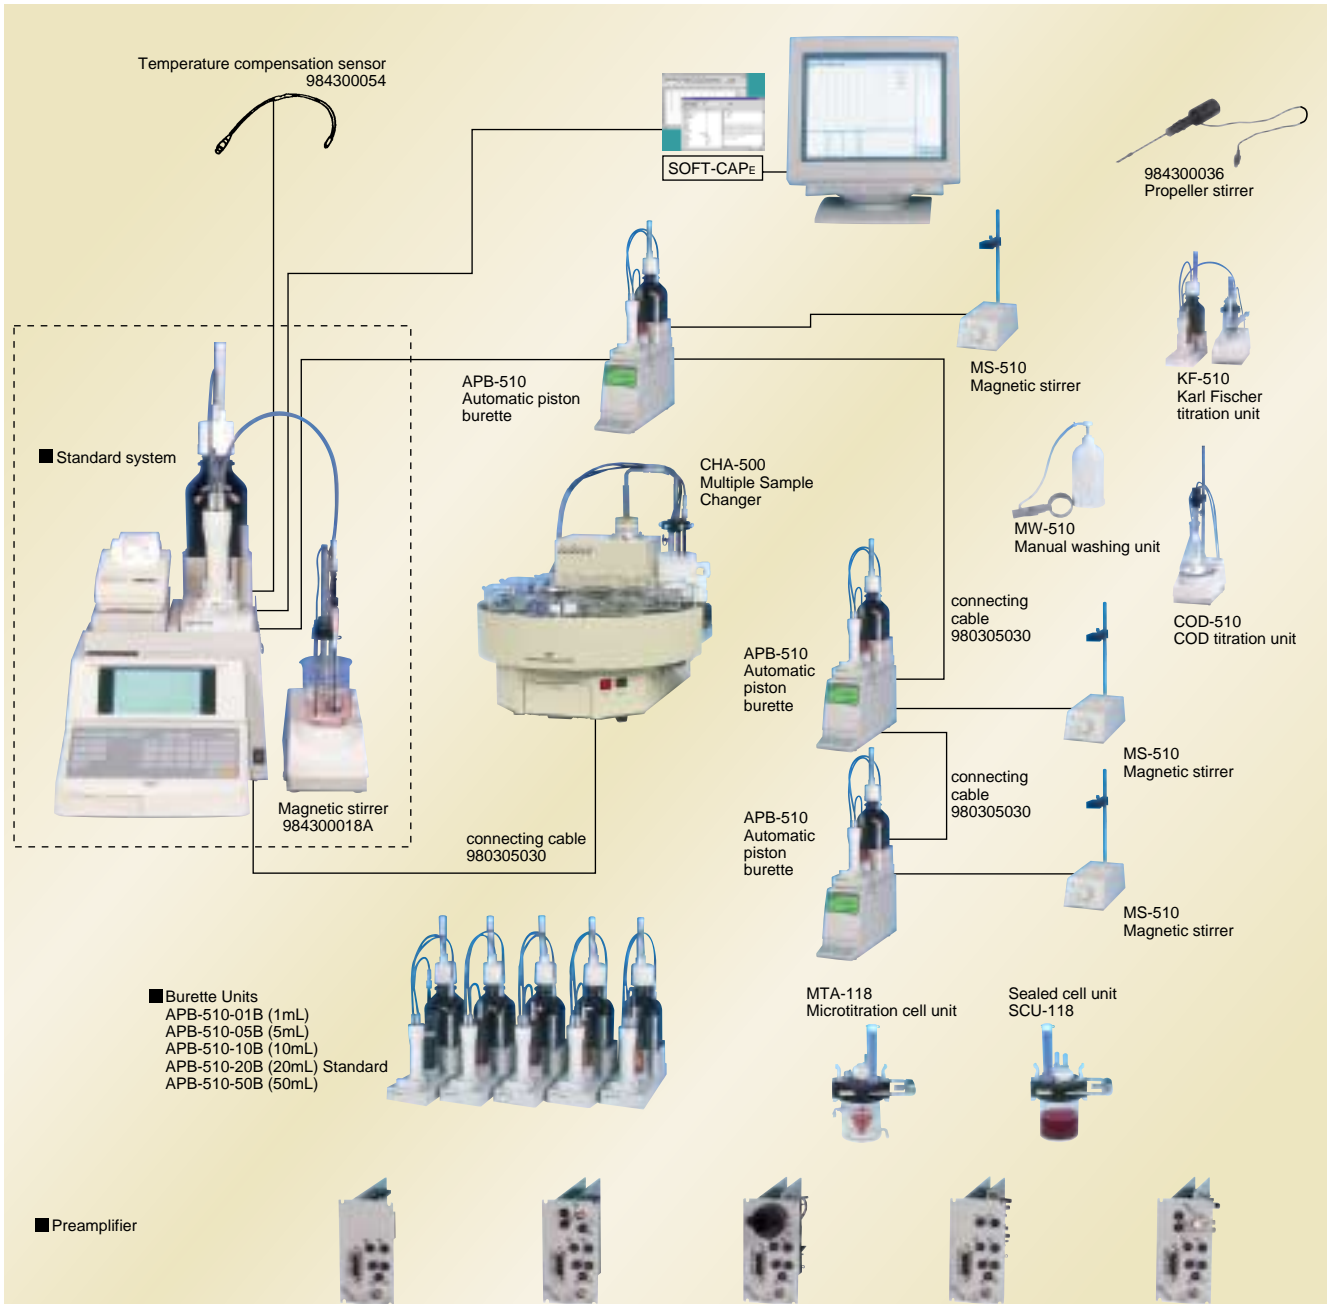 Temperature compensation sensor
984300054
SOFT-CAPE
984300036
Propeller stirrer
APB-510
Automatic piston
burette
MS-510
Magnetic stirrer
KF-510
Karl Fischer
titration unit
■ Standard system
CHA-500
Multiple Sample
Changer
MW-510
Manual washing unit
COD-510
COD titration unit
connecting
cable
980305030
APB-510
Automatic
piston
burette
MS-510
Magnetic stirrer
connecting
cable
980305030
APB-510
Automatic
piston
burette
MS-510
Magnetic stirrer
Magnetic stirrer
984300018A
connecting cable
980305030
■ Burette Units
APB-510-01B (1mL)
APB-510-05B (5mL)
APB-510-10B (10mL)
APB-510-20B (20mL) Standard
APB-510-50B (50mL)
MTA-118
Microtitration cell unit
Sealed cell unit
SCU-118
■ Preamplifier